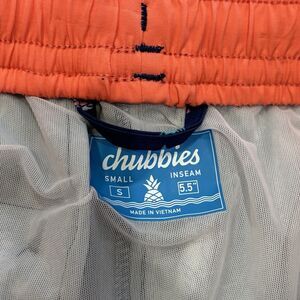 chubbies
SMALL INSEAM
S 5.5"
MADE IN VIETNAM